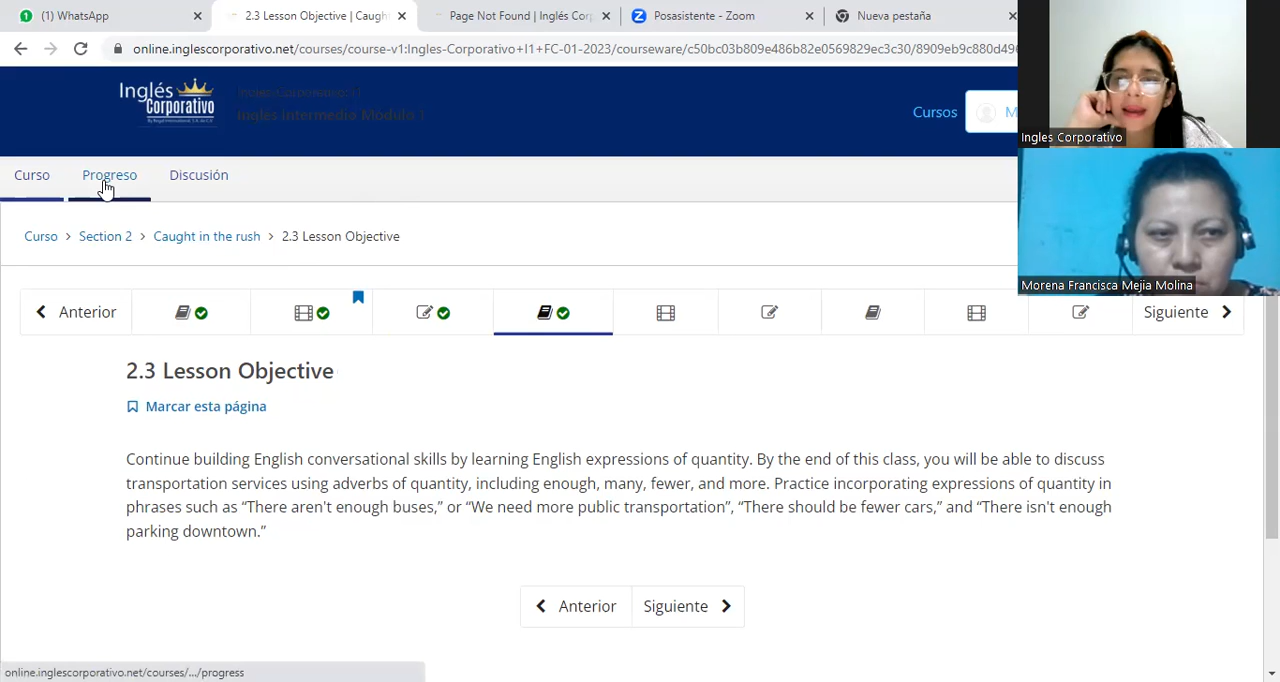 (1) WhatsApp
2.3 Lesson Objective | Caugh
Page Not Found | Inglés Corp
Posasistente - Zoom
Nueva pestaña
online.inglescorporativo.net/courses/course-v1:Ingles-Corporativo+I1+FC-01-2023/courseware/c50bc03b809e486b82e0569829ec3c30/8909eb9c880d496
Inglés
Corporativo
Inglés Intermedio Módulo 1
Cursos
M
Ingles Corporativo
Curso
Progreso
Discusión
Curso > Section 2 > Caught in the rush > 2.3 Lesson Objective
Morena Francisca Mejia Molina
Anterior
Siguiente
2.3 Lesson Objective
Marcar esta página
Continue building English conversational skills by learning English expressions of quantity. By the end of this class, you will be able to discuss
transportation services using adverbs of quantity, including enough, many, fewer, and more. Practice incorporating expressions of quantity in
phrases such as “There aren't enough buses,” or “We need more public transportation”, “There should be fewer cars,” and “There isn't enough
parking downtown.”
Anterior
Siguiente
online.inglescorporativo.net/courses/.../progress